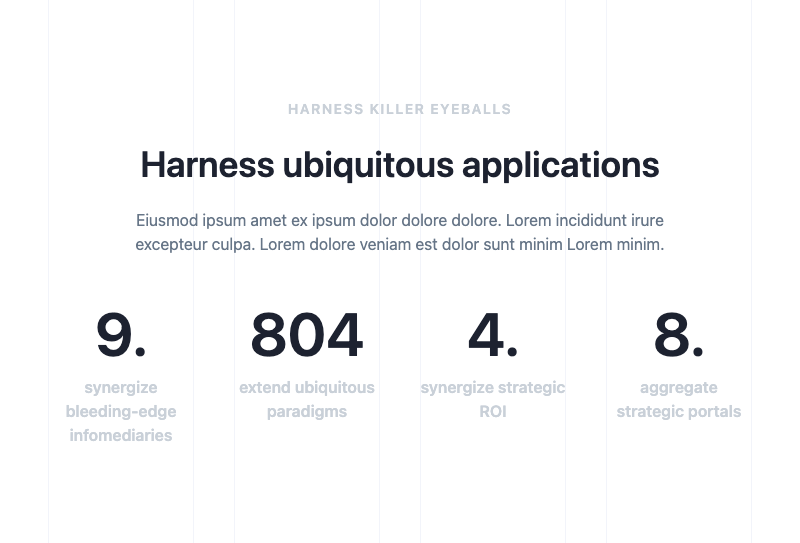 HARNESS KILLER EYEBALLS
Harness ubiquitous applications
Eiusmod ipsum amet ex ipsum dolor dolore dolore. Lorem incididunt irure
excepteur culpa. Lorem dolore veniam est dolor sunt minim Lorem minim.
9.
synergize
bleeding-edge
infomediaries
804
extend ubiquitous
paradigms
4.
synergize strategic
ROI
8.
aggregate
strategic portals